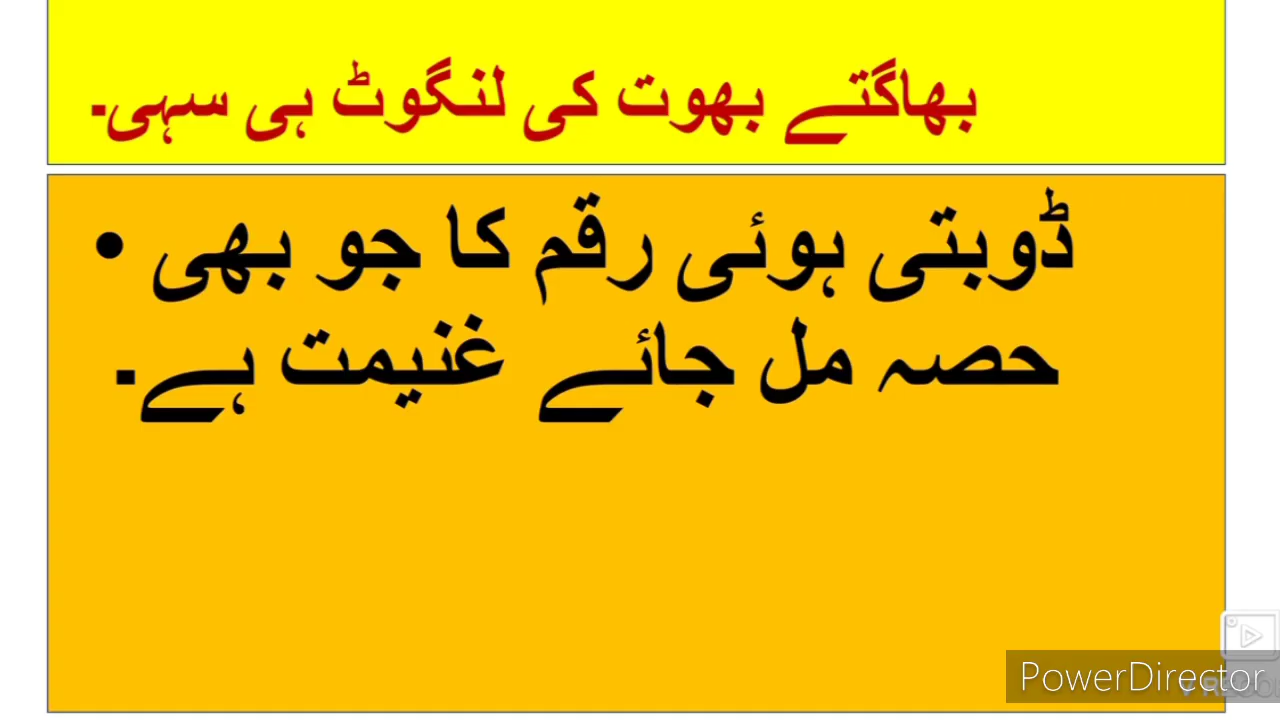 بھاگتے بھوت کی لنگوٹ ہی سہی۔
• ڈوبتی ہوئی رقم کا جو بھی
حصہ مل جائے غنیمت ہے۔
PowerDirector